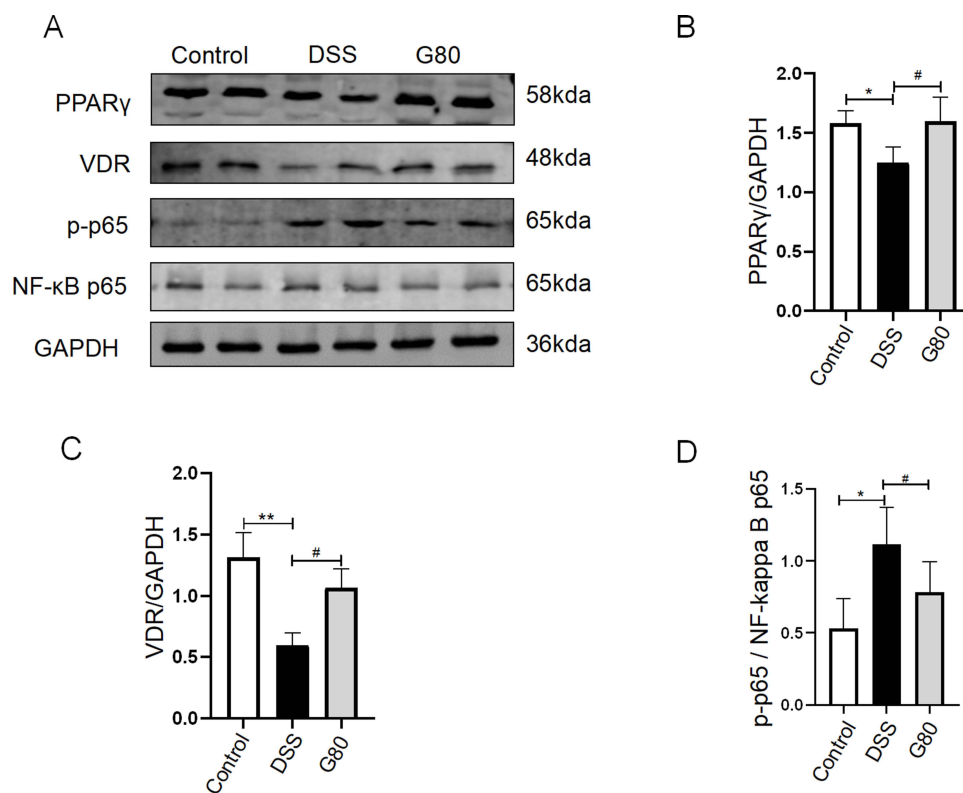 A
Control DSS G80
PPARγ 58kda
VDR 48kda
p-p65 65kda
NF-κB p65 65kda
GAPDH 36kda
B
PPARγ/GAPDH
2.0
1.5
1.0
0.5
0.0
* #
Control DSS G80
C
VDR/GAPDH
2.0
1.5
1.0
0.5
0.0
** #
Control DSS G80
D
p-p65 / NF-kappa B p65
1.5
1.0
0.5
0.0
* #
Control DSS G80